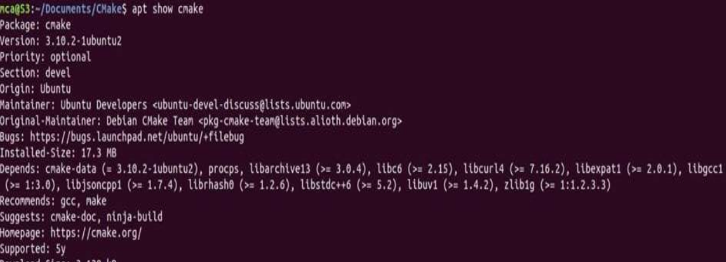 mca@S3:~/Documents/CMake$ apt show cmake
Package: cmake
Version: 3.10.2-1ubuntu2
Priority: optional
Section: devel
Origin: Ubuntu
Maintainer: Ubuntu Developers <ubuntu-devel-discuss@lists.ubuntu.com>
Original-Maintainer: Debian CMake Team <pkg-cmake-team@lists.alioth.debian.org>
Bugs: https://bugs.launchpad.net/ubuntu/+filebug
Installed-Size: 17.3 MB
Depends: cmake-data (= 3.10.2-1ubuntu2), procps, libarchive13 (>= 3.0.4), libc6 (>= 2.15), libcurl4 (>= 7.16.2), libexpat1 (>= 2.0.1), libgcc1
(>= 1:3.0), libjsoncpp1 (>= 1.7.4), librhash0 (>= 1.2.6), libstdc++6 (>= 5.2), libuv1 (>= 1.4.2), zlib1g (>= 1:1.2.3.3)
Recommends: gcc, make
Suggests: cmake-doc, ninja-build
Homepage: https://cmake.org/
Supported: 5y